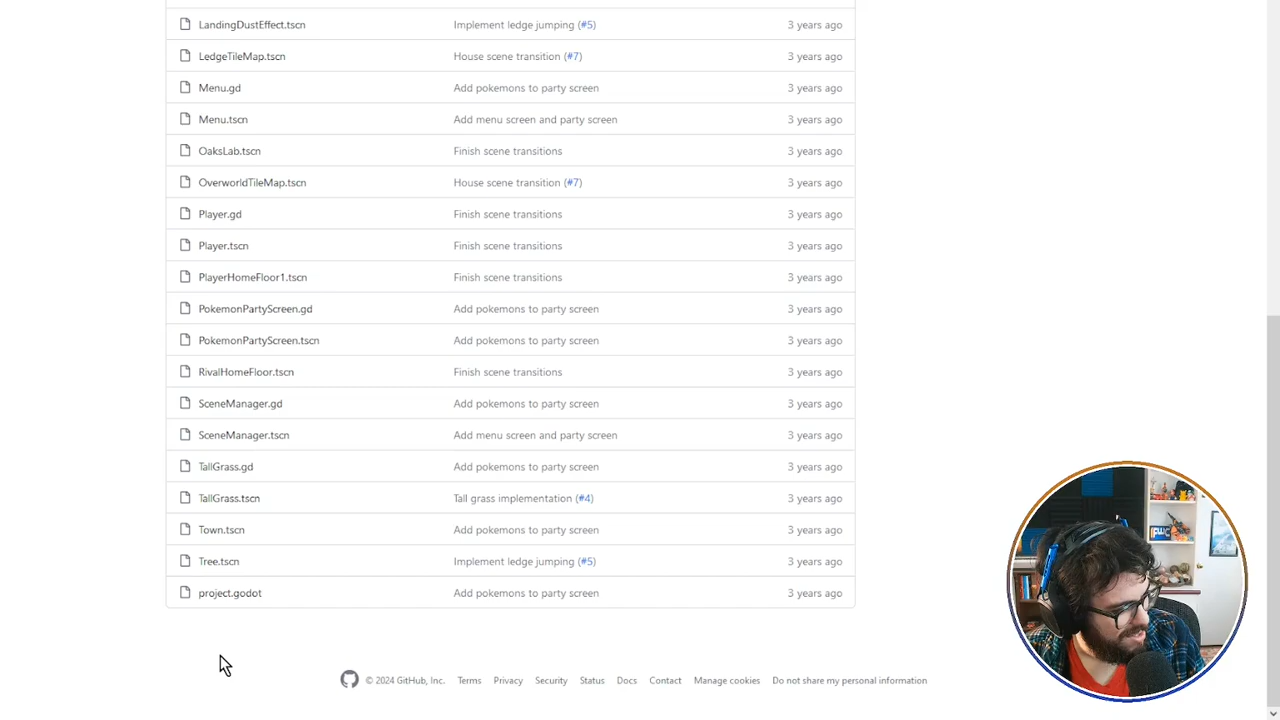 LandingDustEffect.tscn Implement ledge jumping (#5) 3 years ago
LedgeTileMap.tscn House scene transition (#7) 3 years ago
Menu.gd Add pokemons to party screen 3 years ago
Menu.tscn Add menu screen and party screen 3 years ago
OaksLab.tscn Finish scene transitions 3 years ago
OverworldTileMap.tscn House scene transition (#7) 3 years ago
Player.gd Finish scene transitions 3 years ago
Player.tscn Finish scene transitions 3 years ago
PlayerHomeFloor1.tscn Finish scene transitions 3 years ago
PokemonPartyScreen.gd Add pokemons to party screen 3 years ago
PokemonPartyScreen.tscn Add pokemons to party screen 3 years ago
RivalHomeFloor.tscn Finish scene transitions 3 years ago
SceneManager.gd Add pokemons to party screen 3 years ago
SceneManager.tscn Add menu screen and party screen 3 years ago
TallGrass.gd Add pokemons to party screen 3 years ago
TallGrass.tscn Tall grass implementation (#4) 3 years ago
Town.tscn Add pokemons to party screen 3 years ago
Tree.tscn Implement ledge jumping (#5) 3 years ago
project.godot Add pokemons to party screen 3 years ago
© 2024 GitHub, Inc. Terms Privacy Security Status Docs Contact Manage cookies Do not share my personal information